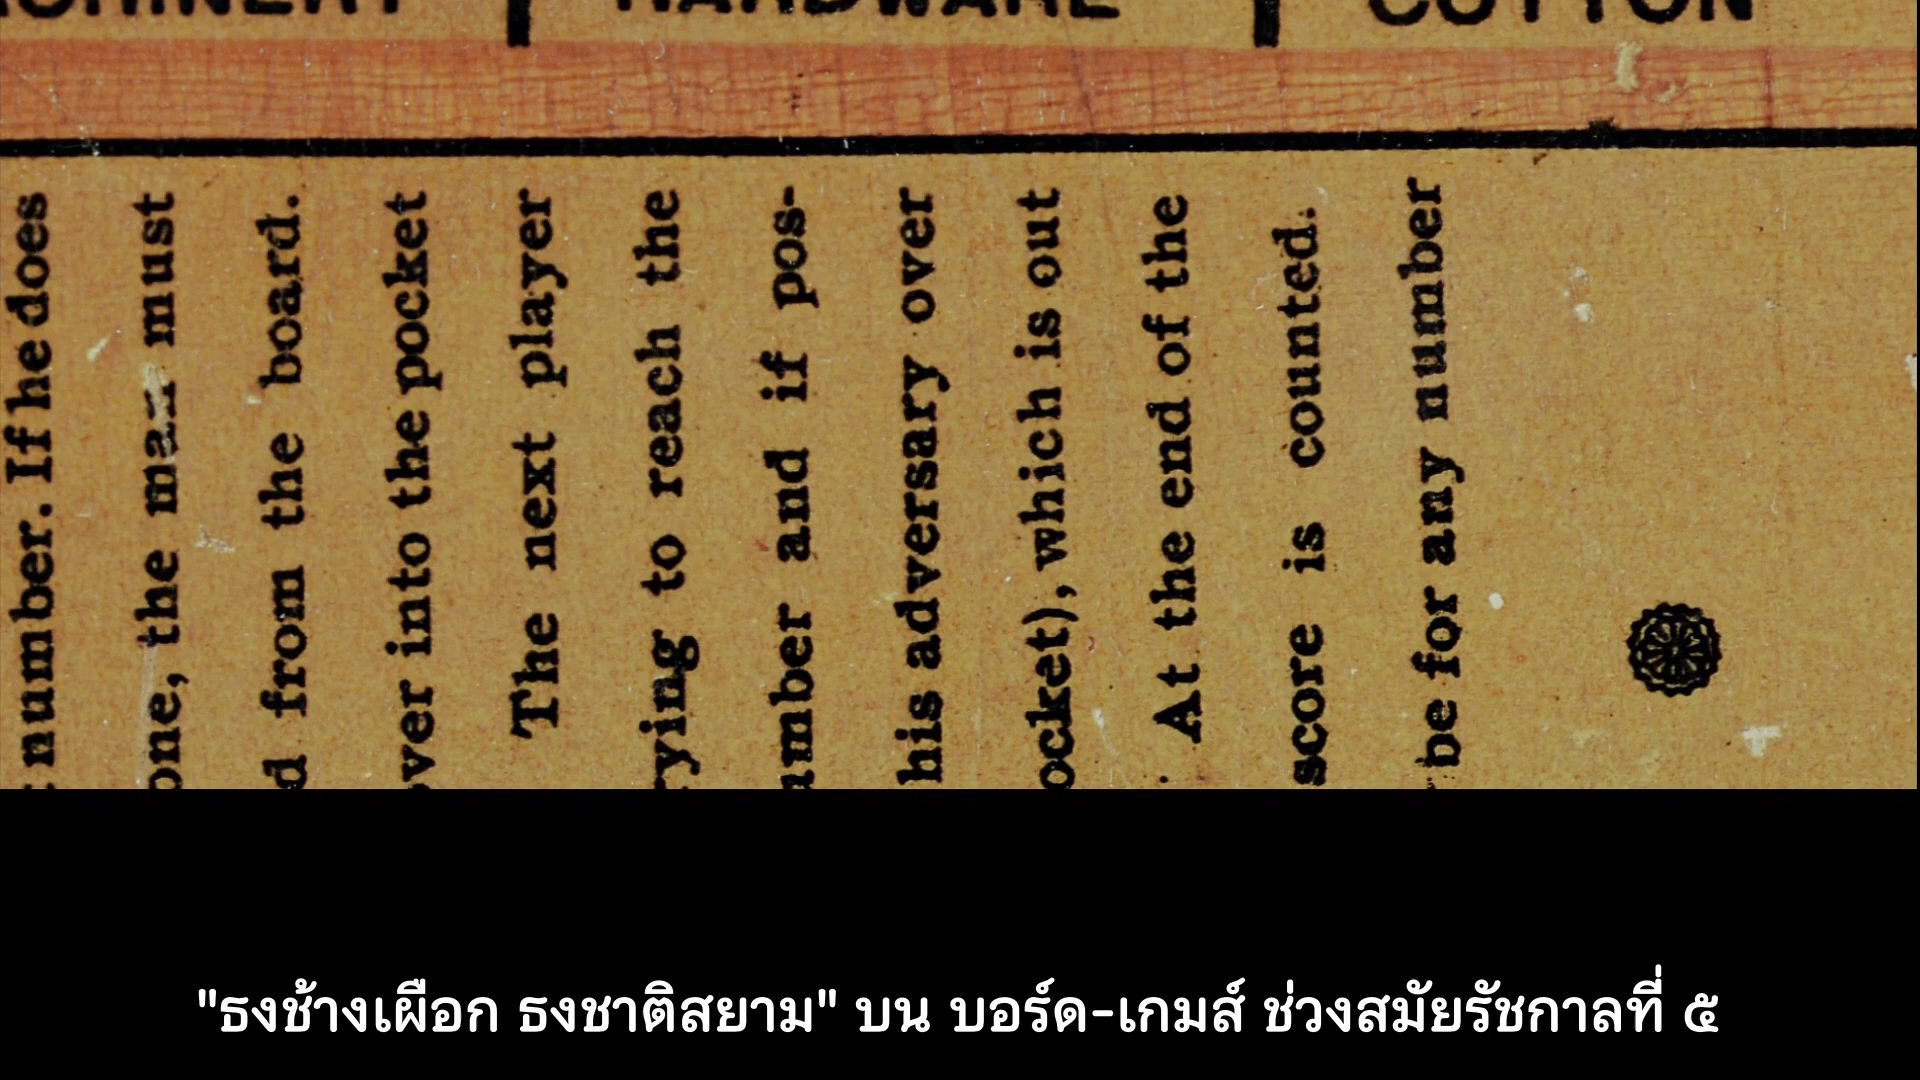 HARDWARE
COTTON
number. If he does
one, the man must
from the board.
into the pocket
The next player
to reach the
and if pos-
his adversary over
which is out
At the end of the
score is counted.
be for any number
"ธงช้างเผือก ธงชาติสยาม" บน บอร์ด-เกมส์ ช่วงสมัยรัชกาลที่ ๕